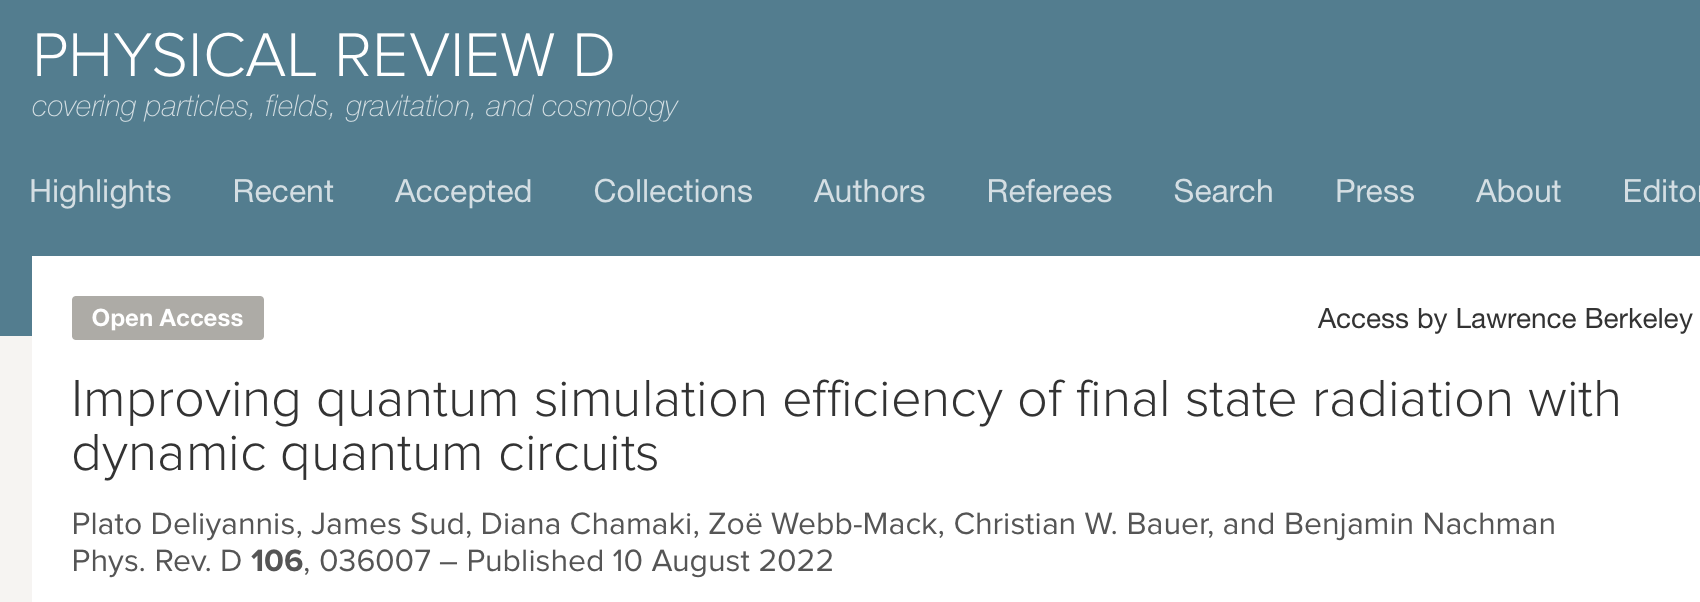 PHYSICAL REVIEW D
covering particles, fields, gravitation, and cosmology
Highlights Recent Accepted Collections Authors Referees Search Press About Editor
Open Access
Access by Lawrence Berkeley
Improving quantum simulation efficiency of final state radiation with
dynamic quantum circuits
Plato Deliyannis, James Sud, Diana Chamaki, Zoë Webb-Mack, Christian W. Bauer, and Benjamin Nachman
Phys. Rev. D 106, 036007 – Published 10 August 2022